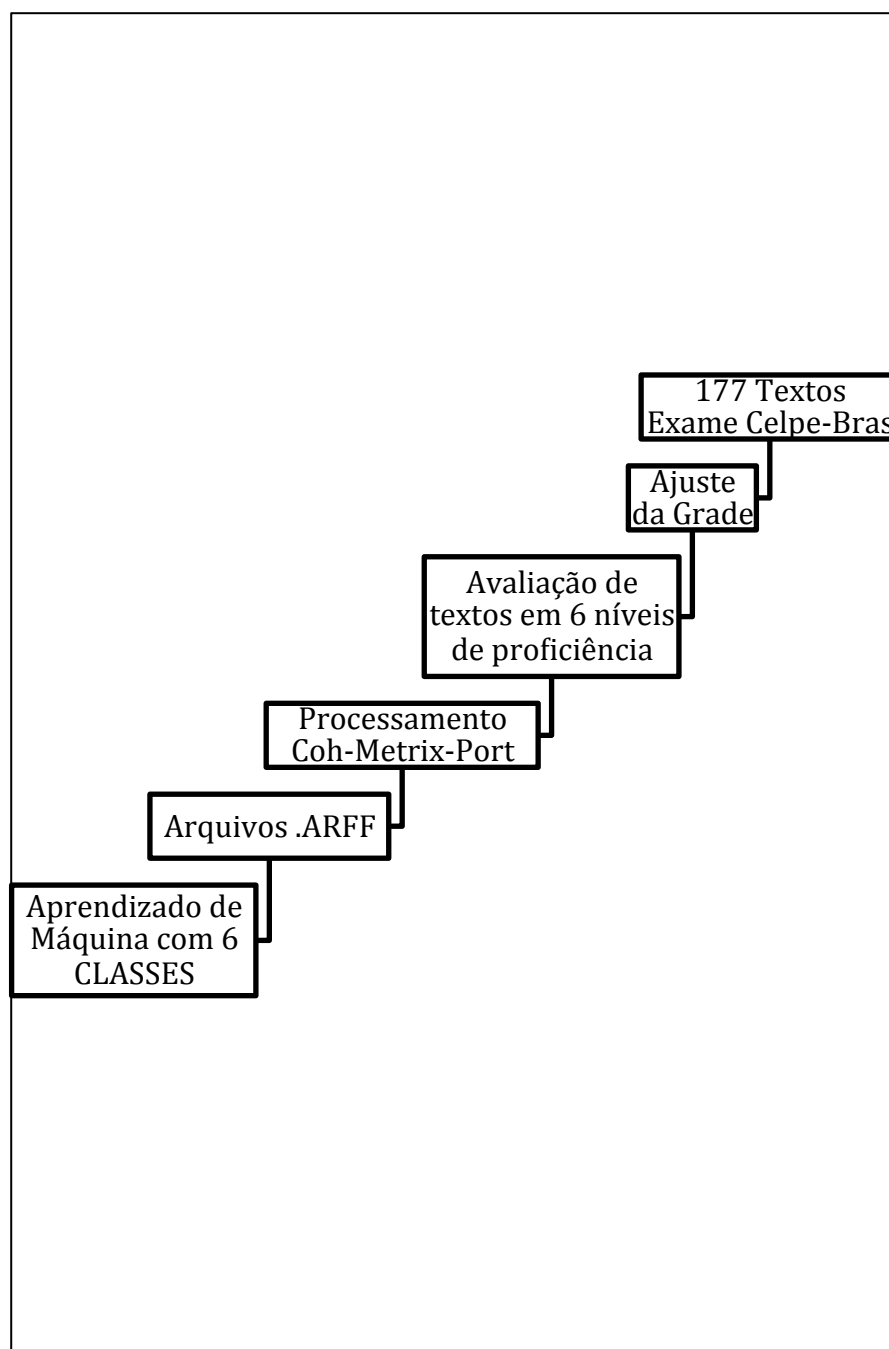 177 Textos
Exame Celpe-Bras
Ajuste
da Grade
Avaliação de
textos em 6 níveis
de proficiência
Processamento
Coh-Metrix-Port
Arquivos .ARFF
Aprendizado de
Máquina com 6
CLASSES